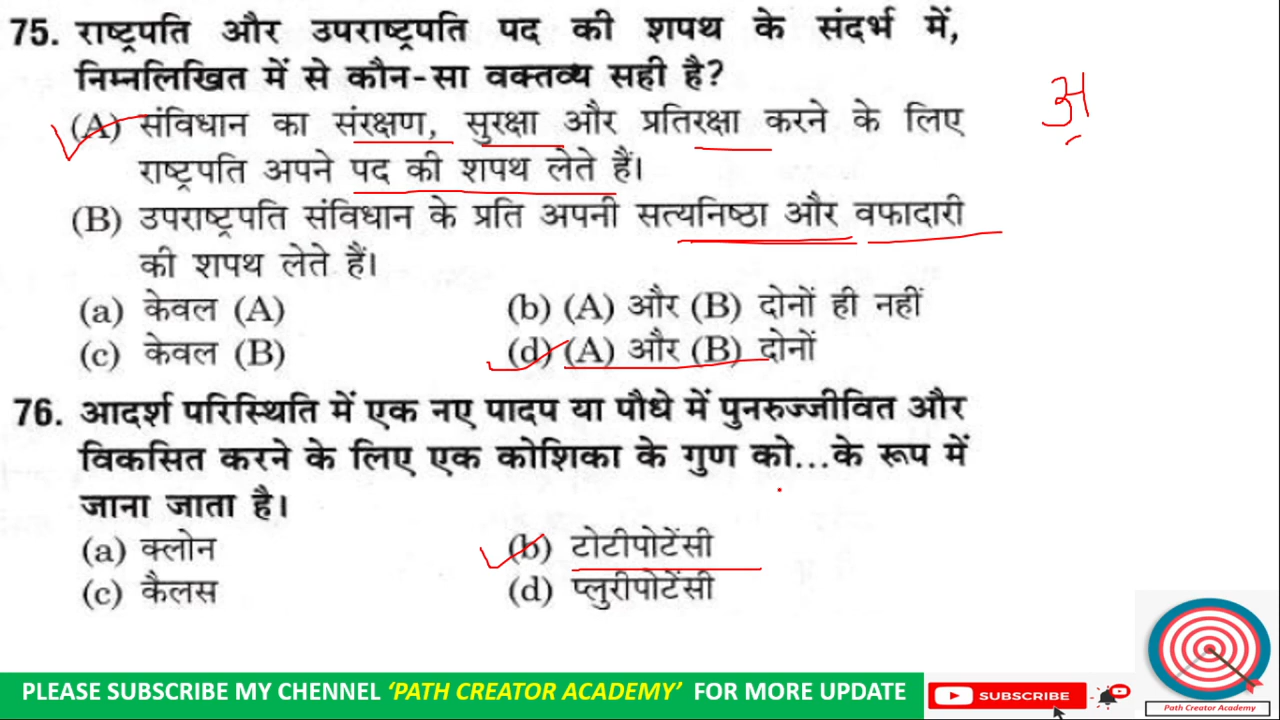 75. राष्ट्रपति और उपराष्ट्रपति पद की शपथ के संदर्भ में,
निम्नलिखित में से कौन-सा वक्तव्य सही है?
(A) संविधान का संरक्षण, सुरक्षा और प्रतिरक्षा करने के लिए
राष्ट्रपति अपने पद की शपथ लेते हैं।
(B) उपराष्ट्रपति संविधान के प्रति अपनी सत्यनिष्ठा और वफादारी
की शपथ लेते हैं।
(a) केवल (A) (b) (A) और (B) दोनों ही नहीं
(c) केवल (B) (d) (A) और (B) दोनों
76. आदर्श परिस्थिति में एक नए पादप या पौधे में पुनरुज्जीवित और
विकसित करने के लिए एक कोशिका के गुण को...के रूप में
जाना जाता है।
(a) क्लोन (b) टोटीपोटेंसी
(c) कैलस (d) प्लुरीपोटेंसी
PLEASE SUBSCRIBE MY CHENNEL ‘PATH CREATOR ACADEMY’ FOR MORE UPDATE
SUBSCRIBE
Path Creator Academy